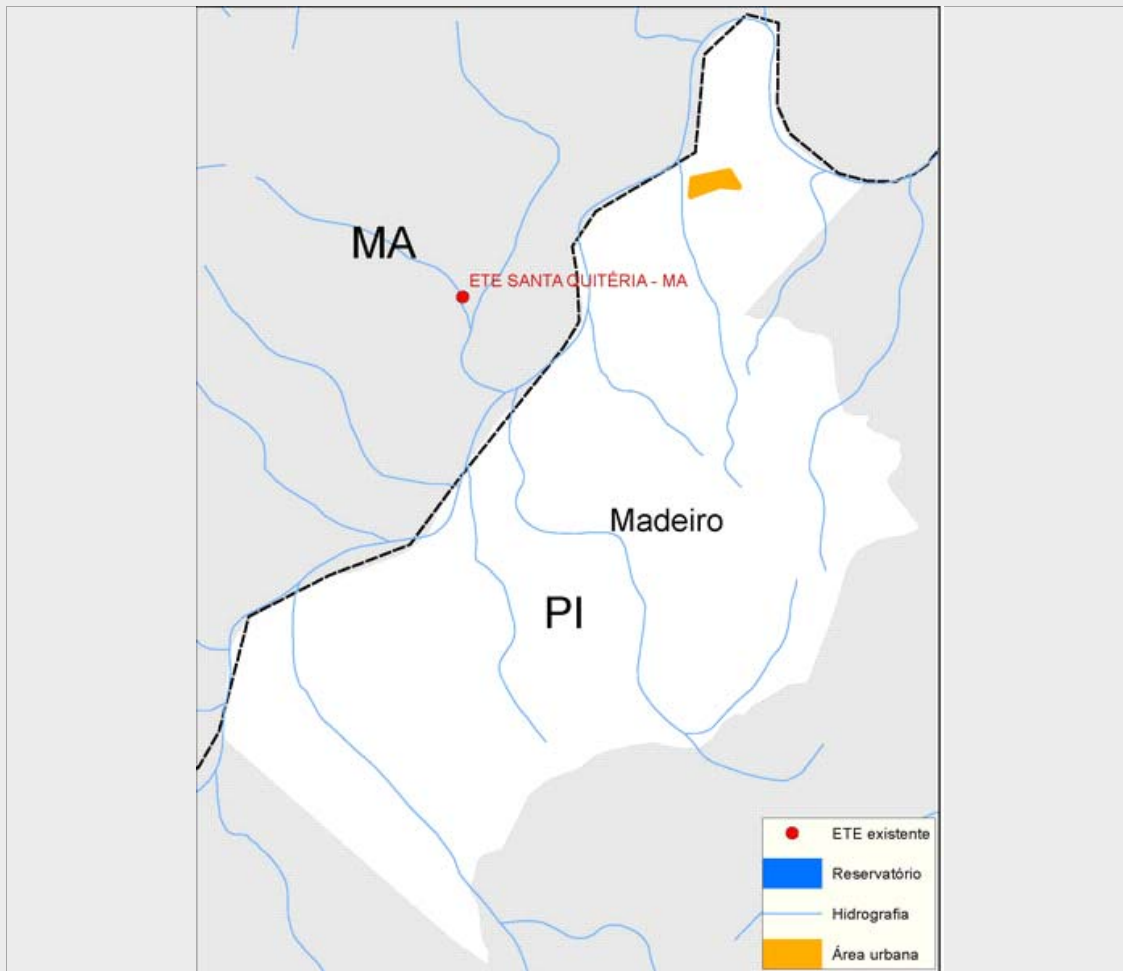 MA
ETE SANTA QUITÉRIA - MA
Madeiro
PI
ETE existente
Reservatório
Hidrografia
Área urbana